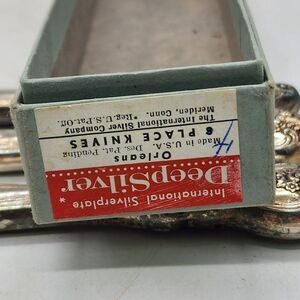 International Silverplate
DeepSilver *
Orleans
Made in U.S.A. Des. Pat. Pending
6 PLACE KNIVES
The International Silver Company
Meriden, Conn. *Reg. U.S. Pat. Off.